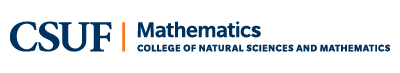 CSUF | Mathematics
COLLEGE OF NATURAL SCIENCES AND MATHEMATICS